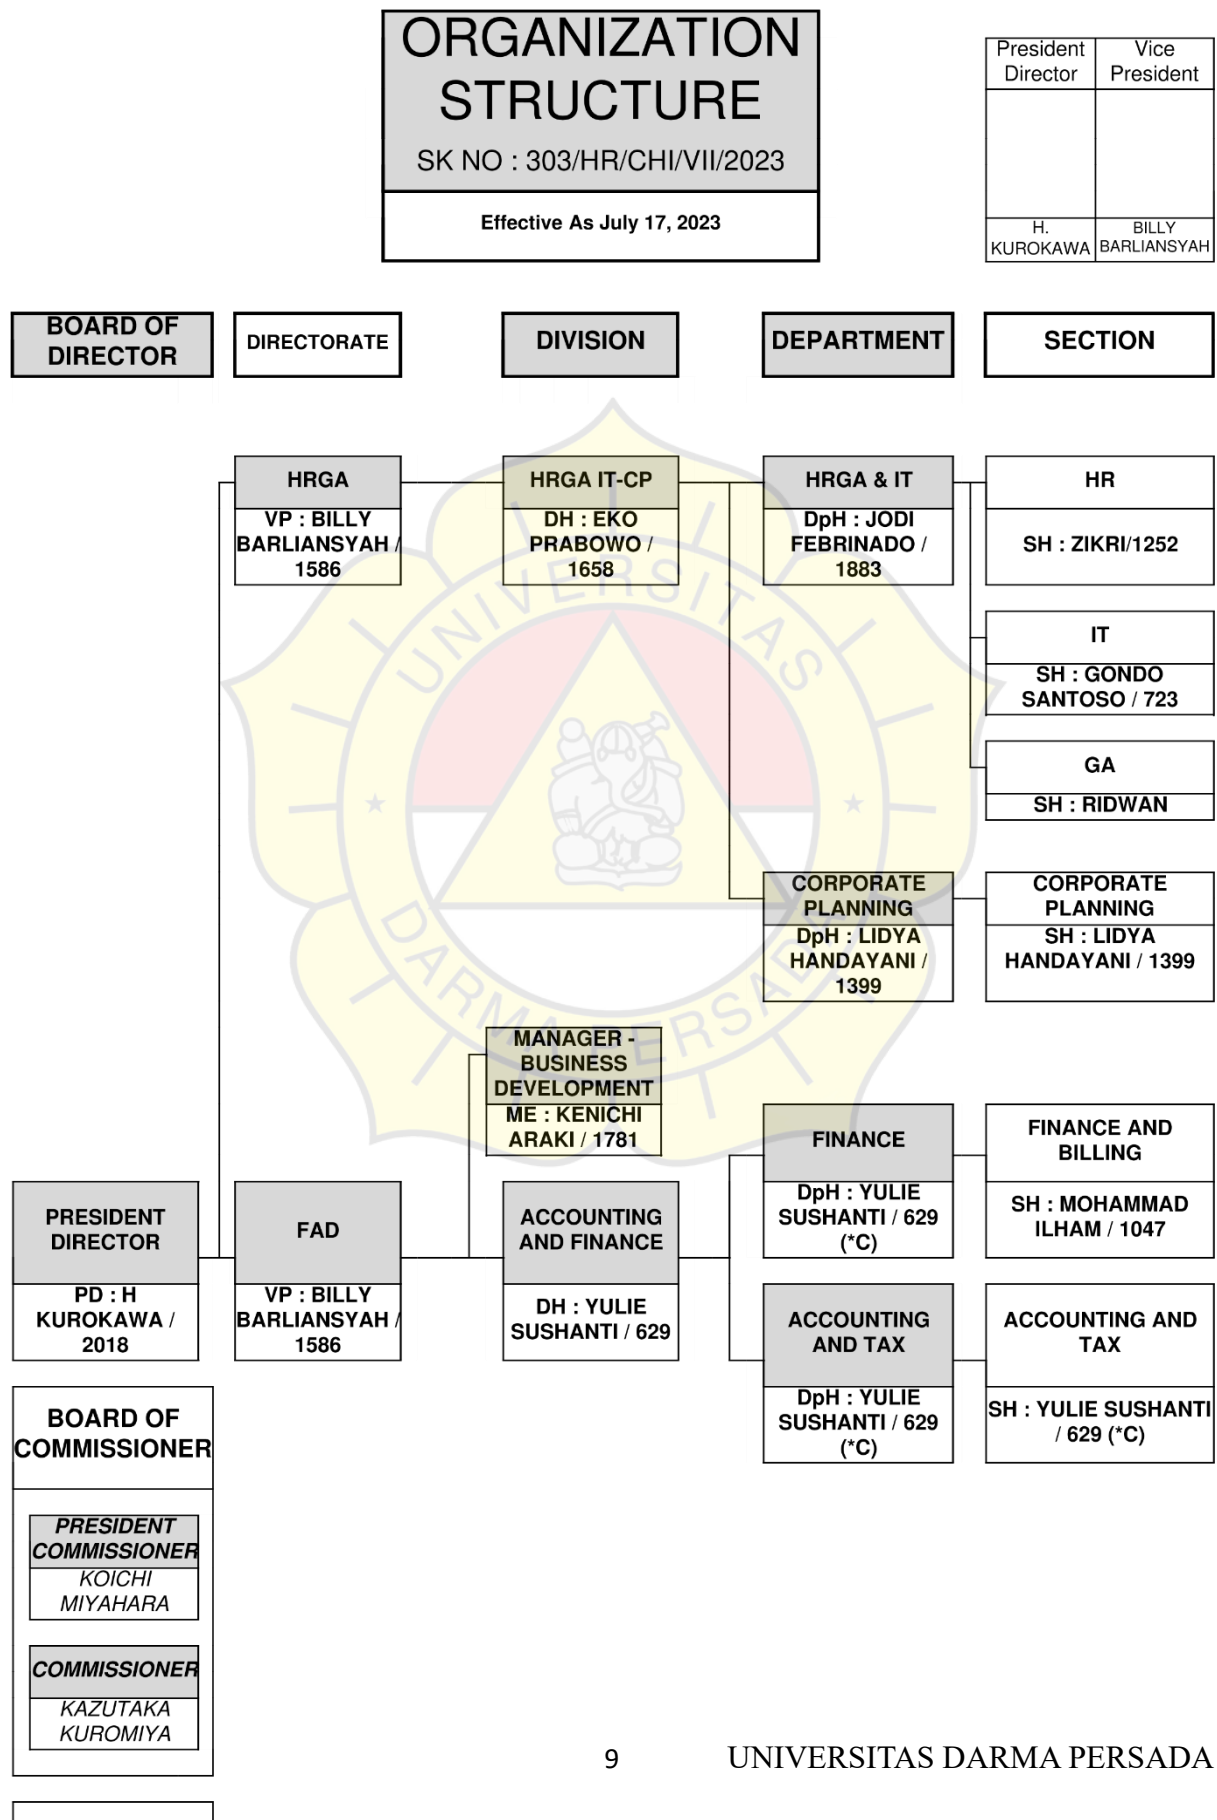 ORGANIZATION
STRUCTURE
SK NO : 303/HR/CHI/VII/2023
Effective As July 17, 2023
President
Director
Vice
President
H.
KUROKAWA
BILLY
BARLIANSYAH
BOARD OF
DIRECTOR
DIRECTORATE
DIVISION
DEPARTMENT
SECTION
HRGA
VP : BILLY
BARLIANSYAH /
1586
HRGA IT-CP
DH : EKO
PRABOWO /
1658
HRGA & IT
DpH : JODI
FEBRINADO /
1883
HR
SH : ZIKRI/1252
IT
SH : GONDO
SANTOSO / 723
GA
SH : RIDWAN
CORPORATE
PLANNING
DpH : LIDYA
HANDAYANI /
1399
CORPORATE
PLANNING
SH : LIDYA
HANDAYANI / 1399
MANAGER -
BUSINESS
DEVELOPMENT
ME : KENICHI
ARAKI / 1781
FINANCE
DpH : YULIE
SUSHANTI / 629
(*C)
FINANCE AND
BILLING
SH : MOHAMMAD
ILHAM / 1047
PRESIDENT
DIRECTOR
PD : H
KUROKAWA /
2018
FAD
VP : BILLY
BARLIANSYAH /
1586
ACCOUNTING
AND FINANCE
DH : YULIE
SUSHANTI / 629
ACCOUNTING
AND TAX
DpH : YULIE
SUSHANTI / 629
(*C)
ACCOUNTING AND
TAX
SH : YULIE SUSHANTI
/ 629 (*C)
BOARD OF
COMMISSIONER
PRESIDENT
COMMISSIONER
KOICHI
MIYAHARA
COMMISSIONER
KAZUTAKA
KUROMIYA
UNIVERSITAS
DARMA PERSADA
9
UNIVERSITAS DARMA PERSADA